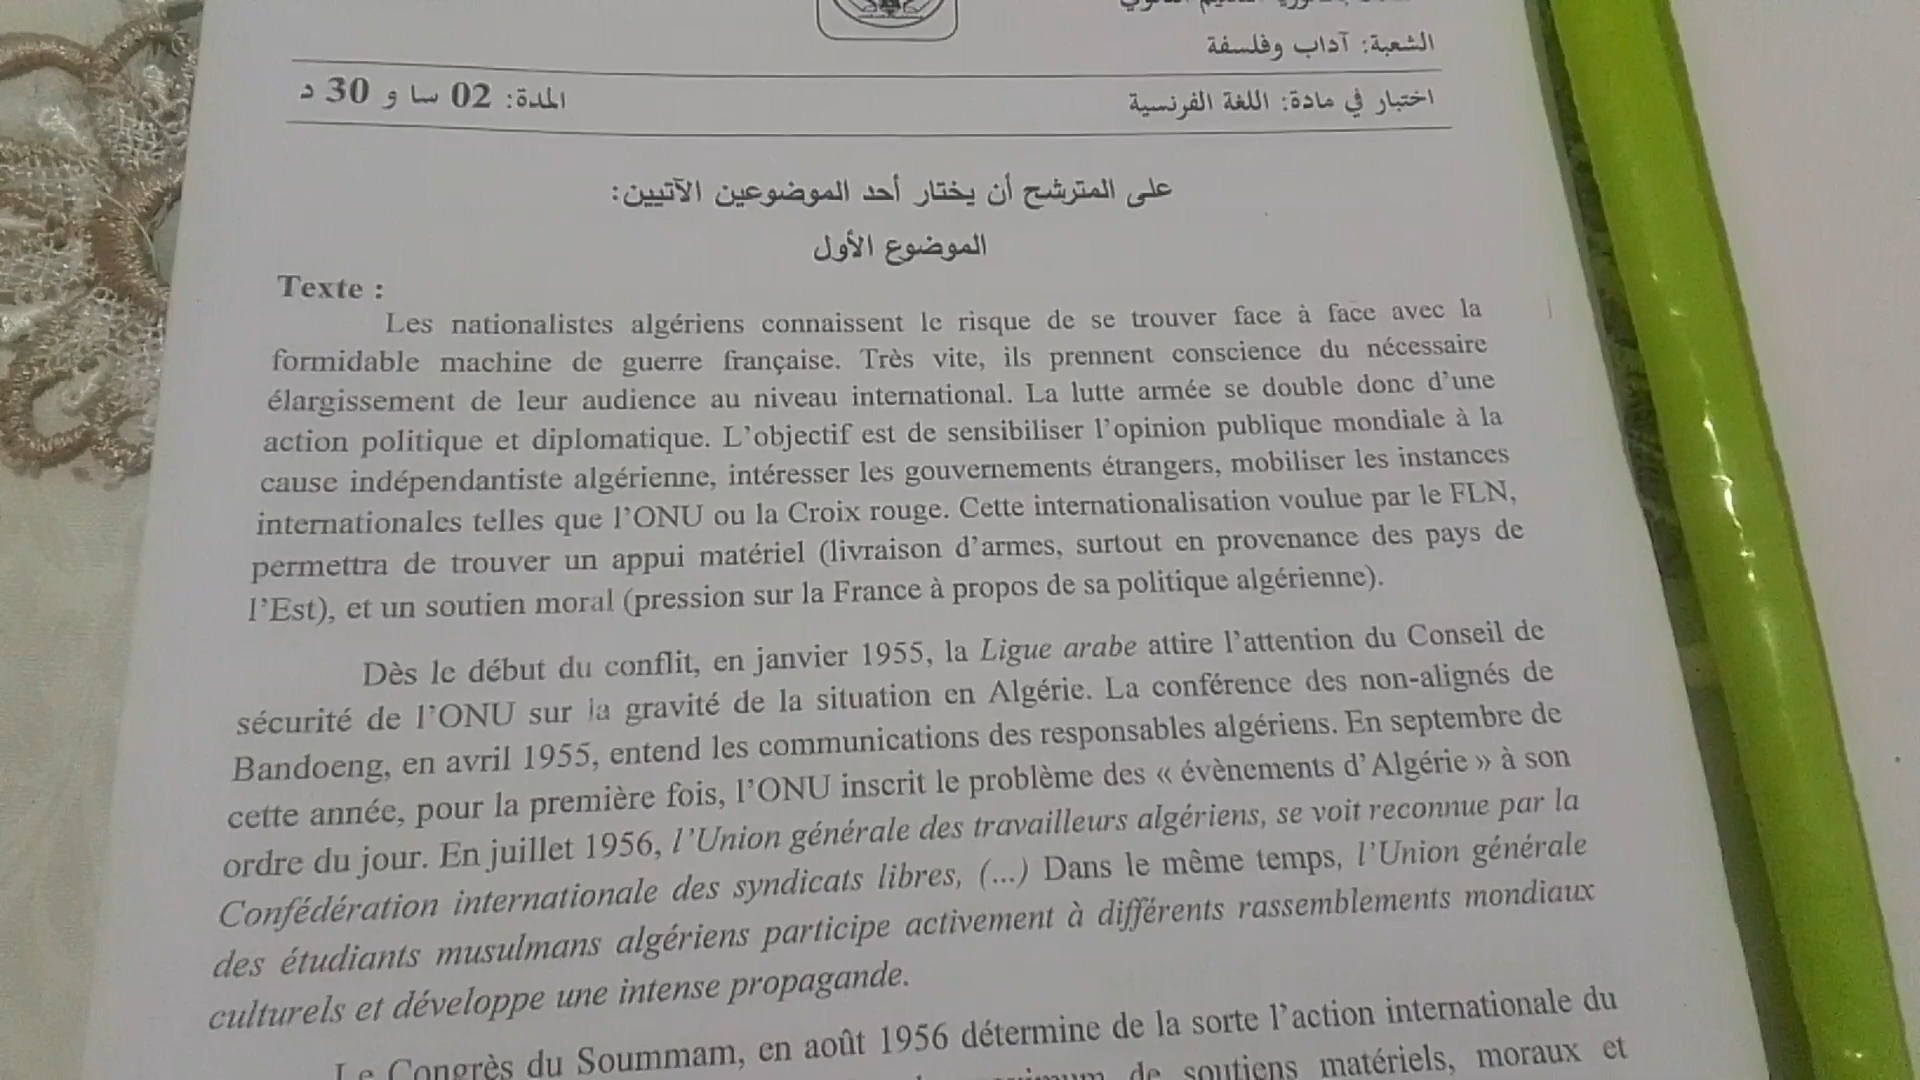 الشعبة: آداب وفلسفة
اختبار في مادة: اللغة الفرنسية المدة: 02 سا و 30 د
على المترشح أن يختار أحد الموضوعين الآتيين:
الموضوع الأول
Texte :
Les nationalistes algériens connaissent le risque de se trouver face à face avec la
formidable machine de guerre française. Très vite, ils prennent conscience du nécessaire
élargissement de leur audience au niveau international. La lutte armée se double donc d'une
action politique et diplomatique. L'objectif est de sensibiliser l'opinion publique mondiale à la
cause indépendantiste algérienne, intéresser les gouvernements étrangers, mobiliser les instances
internationales telles que l'ONU ou la Croix rouge. Cette internationalisation voulue par le FLN,
permettra de trouver un appui matériel (livraison d'armes, surtout en provenance des pays de
l'Est), et un soutien moral (pression sur la France à propos de sa politique algérienne).
Dès le début du conflit, en janvier 1955, la Ligue arabe attire l'attention du Conseil de
sécurité de l'ONU sur la gravité de la situation en Algérie. La conférence des non-alignés de
Bandoeng, en avril 1955, entend les communications des responsables algériens. En septembre de
cette année, pour la première fois, l'ONU inscrit le problème des « évènements d'Algérie » à son
ordre du jour. En juillet 1956, l'Union générale des travailleurs algériens, se voit reconnue par la
Confédération internationale des syndicats libres, (...) Dans le même temps, l'Union générale
des étudiants musulmans algériens participe activement à différents rassemblements mondiaux
culturels et développe une intense propagande.
Le Congrès du Soummam, en août 1956 détermine de la sorte l'action internationale du
de soutiens matériels, moraux et